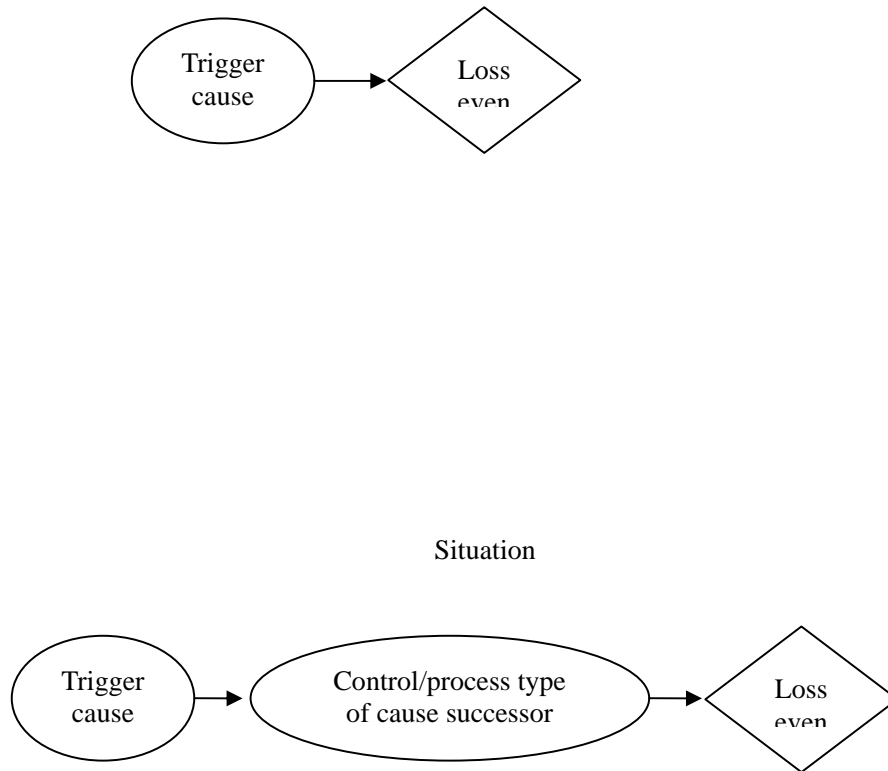 Trigger
cause
Loss
even
Situation
Trigger
cause
Control/process type
of cause successor
Loss
even